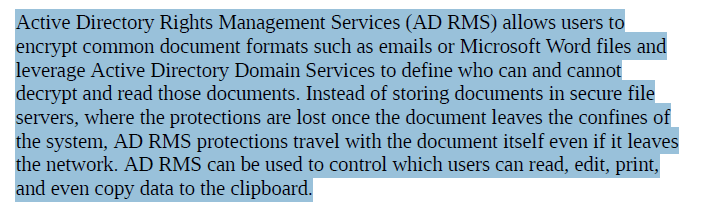 Active Directory Rights Management Services (AD RMS) allows users to
encrypt common document formats such as emails or Microsoft Word files and
leverage Active Directory Domain Services to define who can and cannot
decrypt and read those documents. Instead of storing documents in secure file
servers, where the protections are lost once the document leaves the confines of
the system, AD RMS protections travel with the document itself even if it leaves
the network. AD RMS can be used to control which users can read, edit, print,
and even copy data to the clipboard.